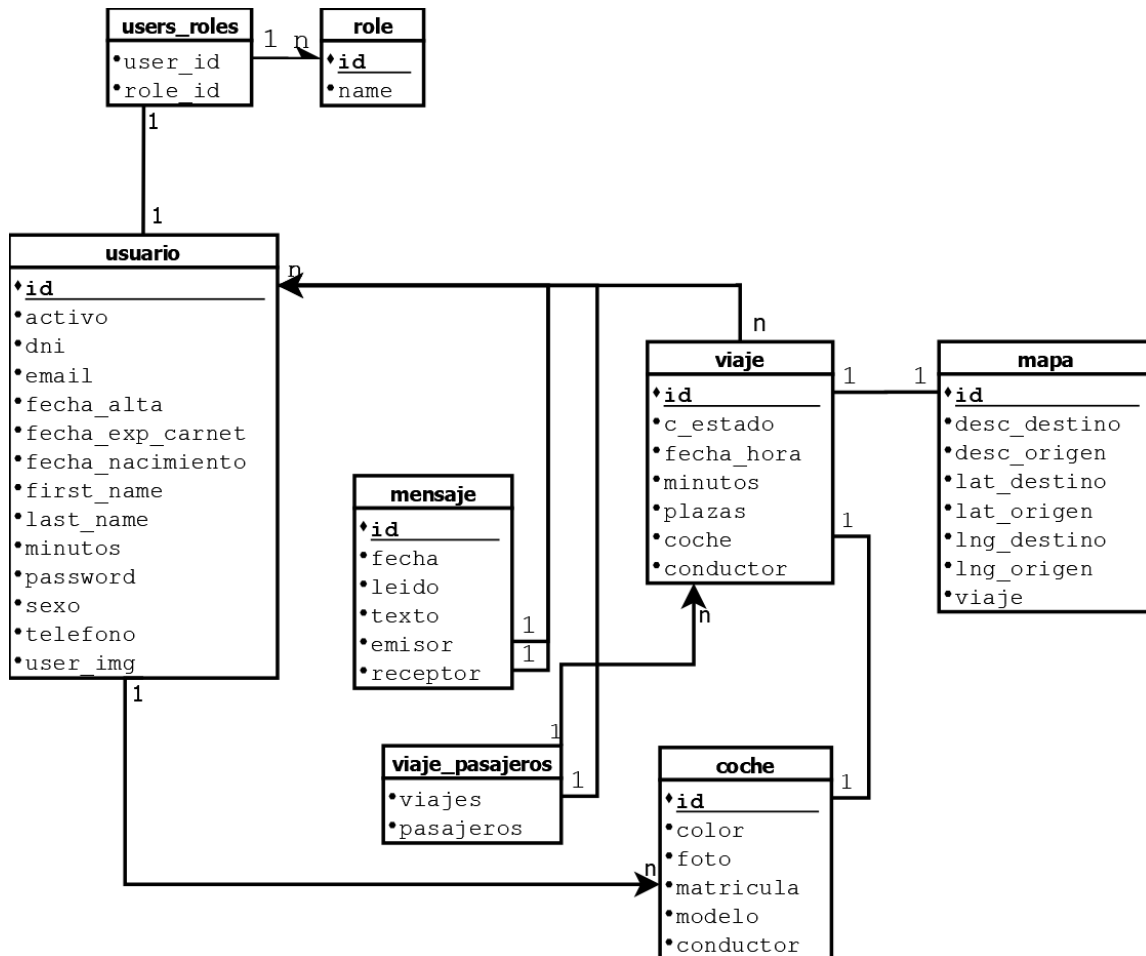 users_roles
user_id
role_id
1 n
role
id
name
1
1
usuario
id
activo
dni
email
fecha_alta
fecha_exp_carnet
fecha_nacimiento
first_name
last_name
minutos
password
sexo
telefono
user_img
n
n
1
mensaje
id
fecha
leido
texto
emisor
receptor
1
1
viaje
id
c_estado
fecha_hora
minutos
plazas
coche
conductor
1 1
1
n
mapa
id
desc_destino
desc_origen
lat_destino
lat_origen
lng_destino
lng_origen
viaje
1
viaje_pasajeros
viajes
pasajeros
1
n
coche
id
color
foto
matricula
modelo
conductor
1